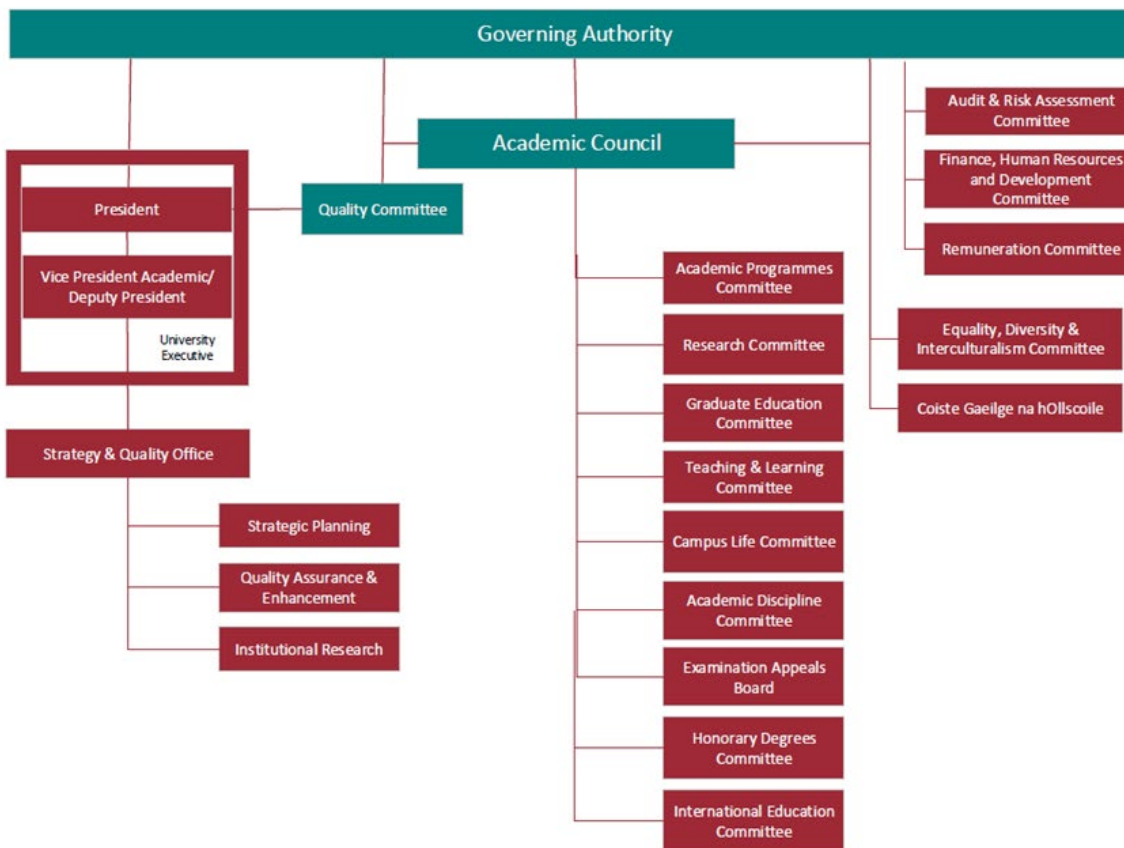 Governing Authority
Academic Council
Quality Committee
President
Vice President Academic/
Deputy President
University
Executive
Strategy & Quality Office
Strategic Planning
Quality Assurance &
Enhancement
Institutional Research
Academic Programmes
Committee
Research Committee
Graduate Education
Committee
Teaching & Learning
Committee
Campus Life Committee
Academic Discipline
Committee
Examination Appeals
Board
Honorary Degrees
Committee
International Education
Committee
Audit & Risk Assessment
Committee
Finance, Human Resources
and Development
Committee
Remuneration Committee
Equality, Diversity &
Interculturalism Committee
Coiste Gaeilge na hOllscoile